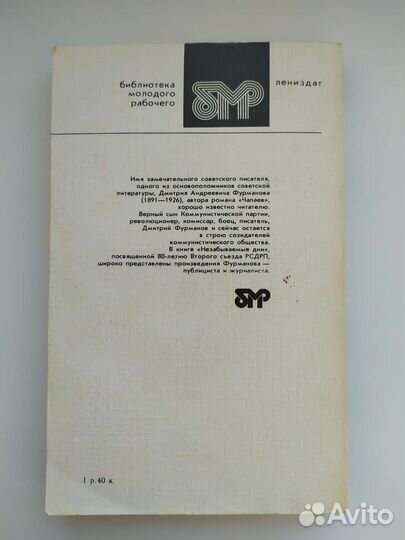 библиотека
молодого
рабочего
БМР
лениздат
Имя замечательного советского писателя,
одного из основоположников советской
литературы, Дмитрия Андреевича Фурманова
(1891—1926), автора романа «Чапаев»,
хорошо известно читателю.
Верный сын Коммунистической партии,
революционер, комиссар, боец, писатель,
Дмитрий Фурманов и сейчас остается
в строю созидателей
коммунистического общества.
В книге «Незабываемые дни»,
посвященной 80-летию Второго съезда РСДРП,
широко представлены произведения Фурманова —
публициста и журналиста.
БМР
1 р. 40 к.
Avito